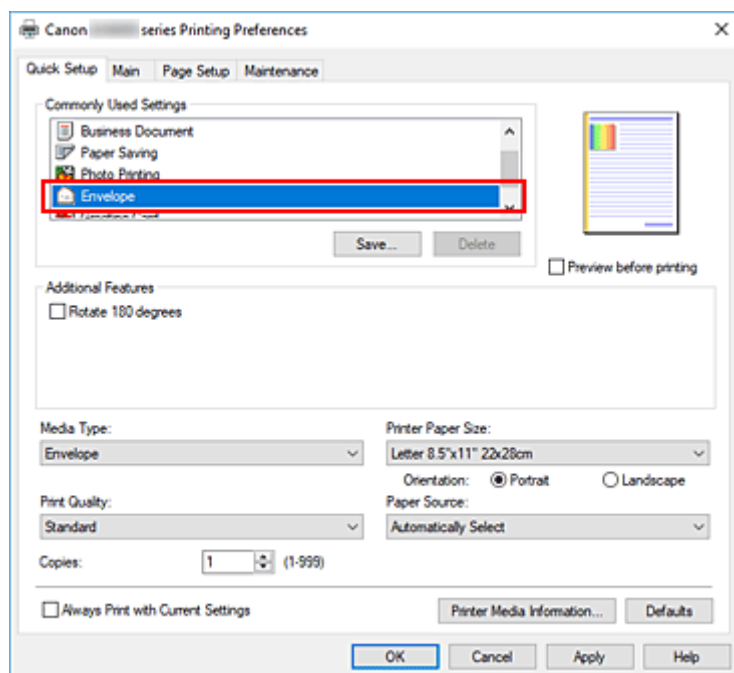 Canon series Printing Preferences
Quick Setup Main Page Setup Maintenance
Commonly Used Settings
Business Document
Paper Saving
Photo Printing
Envelope
Save... Delete
Preview before printing
Additional Features
Rotate 180 degrees
Media Type: Printer Paper Size:
Envelope Letter 8.5"x11" 22x28cm
Orientation: Portrait Landscape
Print Quality: Paper Source:
Standard Automatically Select
Copies: 1 (1-999)
Always Print with Current Settings Printer Media Information... Defaults
OK Cancel Apply Help